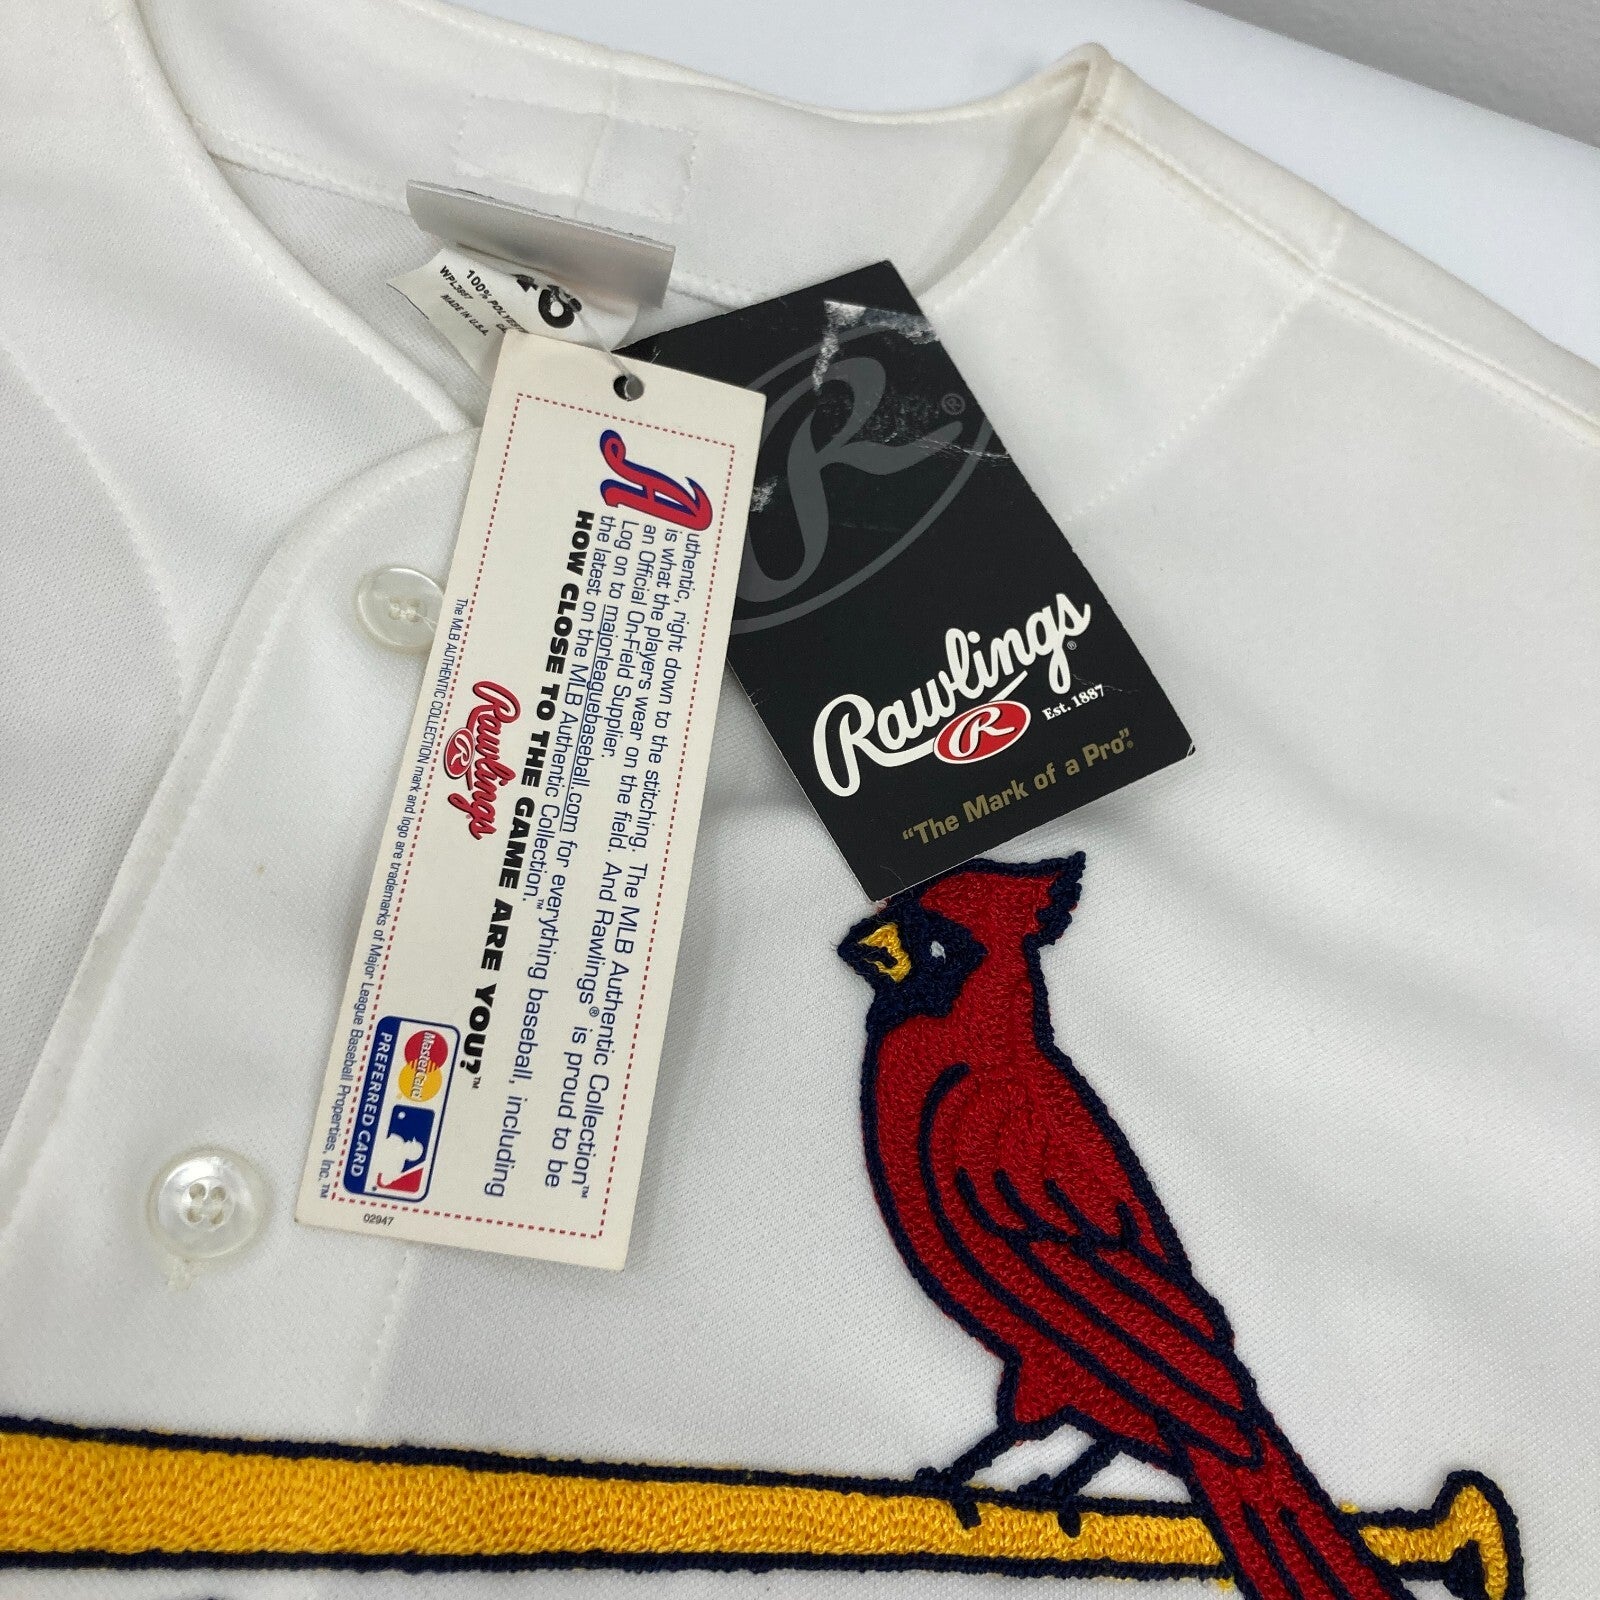 48
100% POLYESTER
WPL3867
MADE IN U.S.A.
Authentic, right down to the stitching. The MLB Authentic Collection™
is what the players wear on the field. And Rawlings® is proud to be
an Official On-Field Supplier.
Log on to majorleaguebaseball.com for everything baseball, including
the latest on the MLB Authentic Collection™.
HOW CLOSE TO THE GAME ARE YOU?™
Rawlings
R
MasterCard
PREFERRED CARD
The MLB AUTHENTIC COLLECTION mark and logo are trademarks of Major League Baseball Properties, Inc.™
02947
R®
Rawlings®
R
Est. 1887
"The Mark of a Pro".®